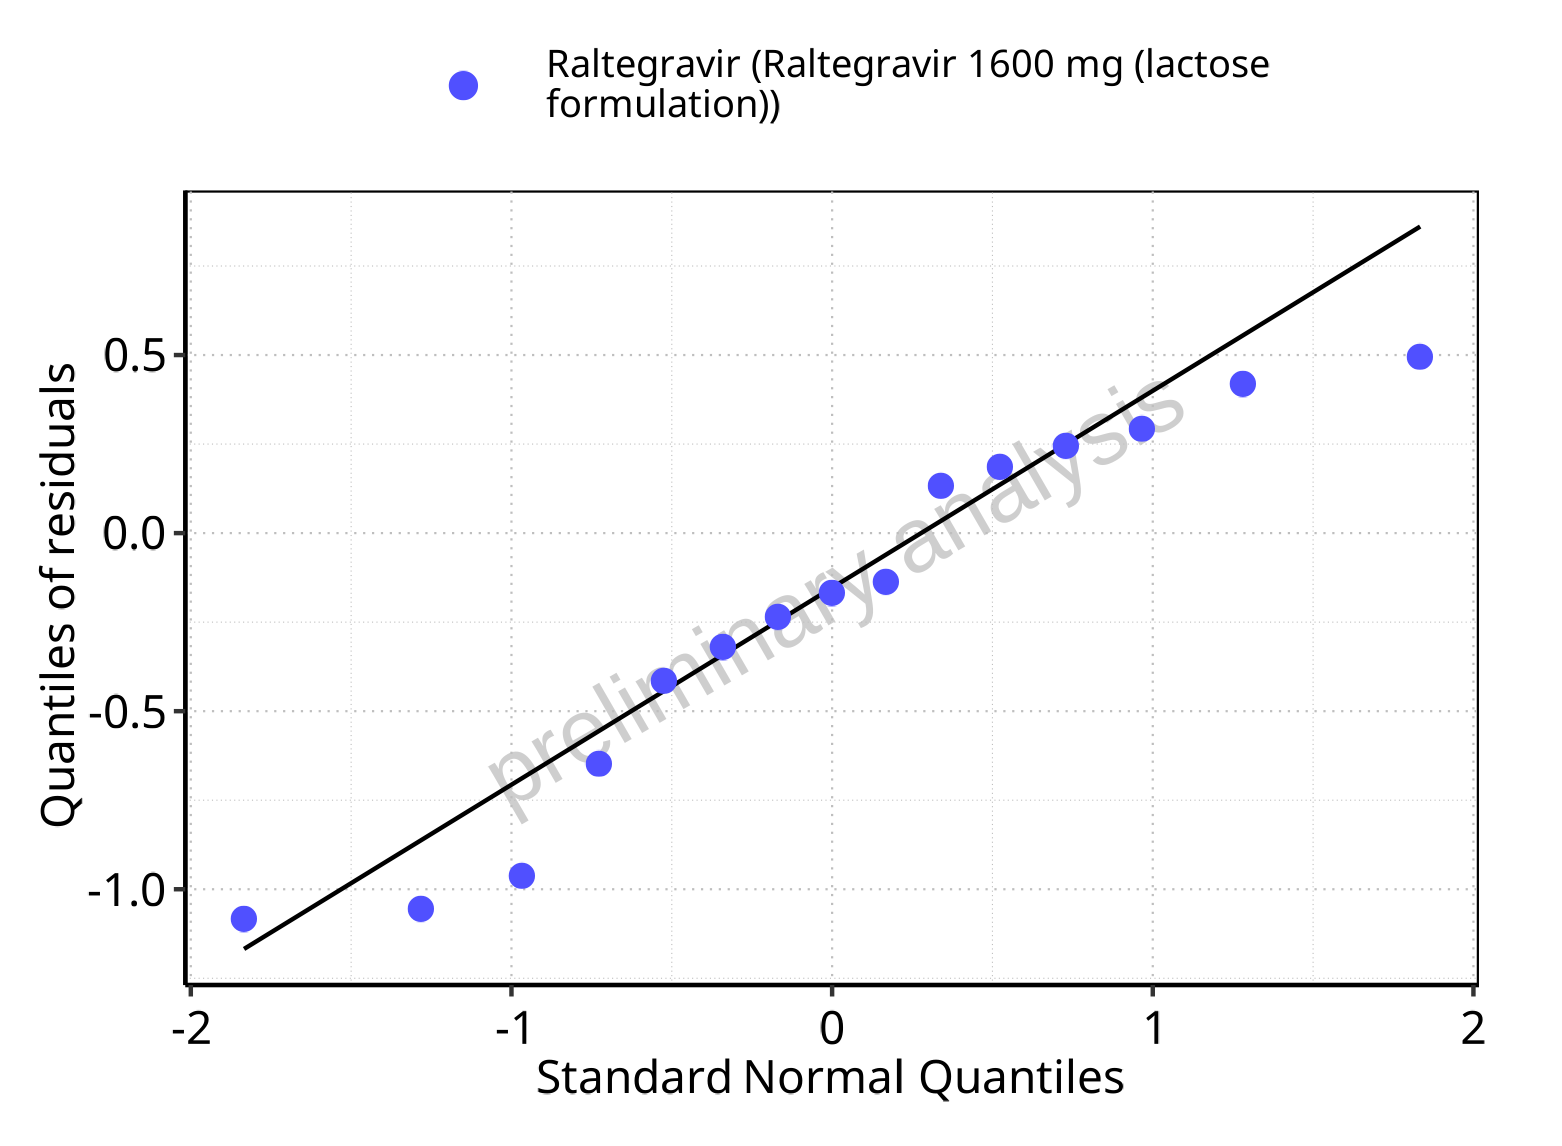 Raltegravir (Raltegravir 1600 mg (lactose
formulation))
Quantiles of residuals
0.5
0.0
-0.5
-1.0
preliminary analysis
-2
-1
0
1
2
Standard Normal Quantiles